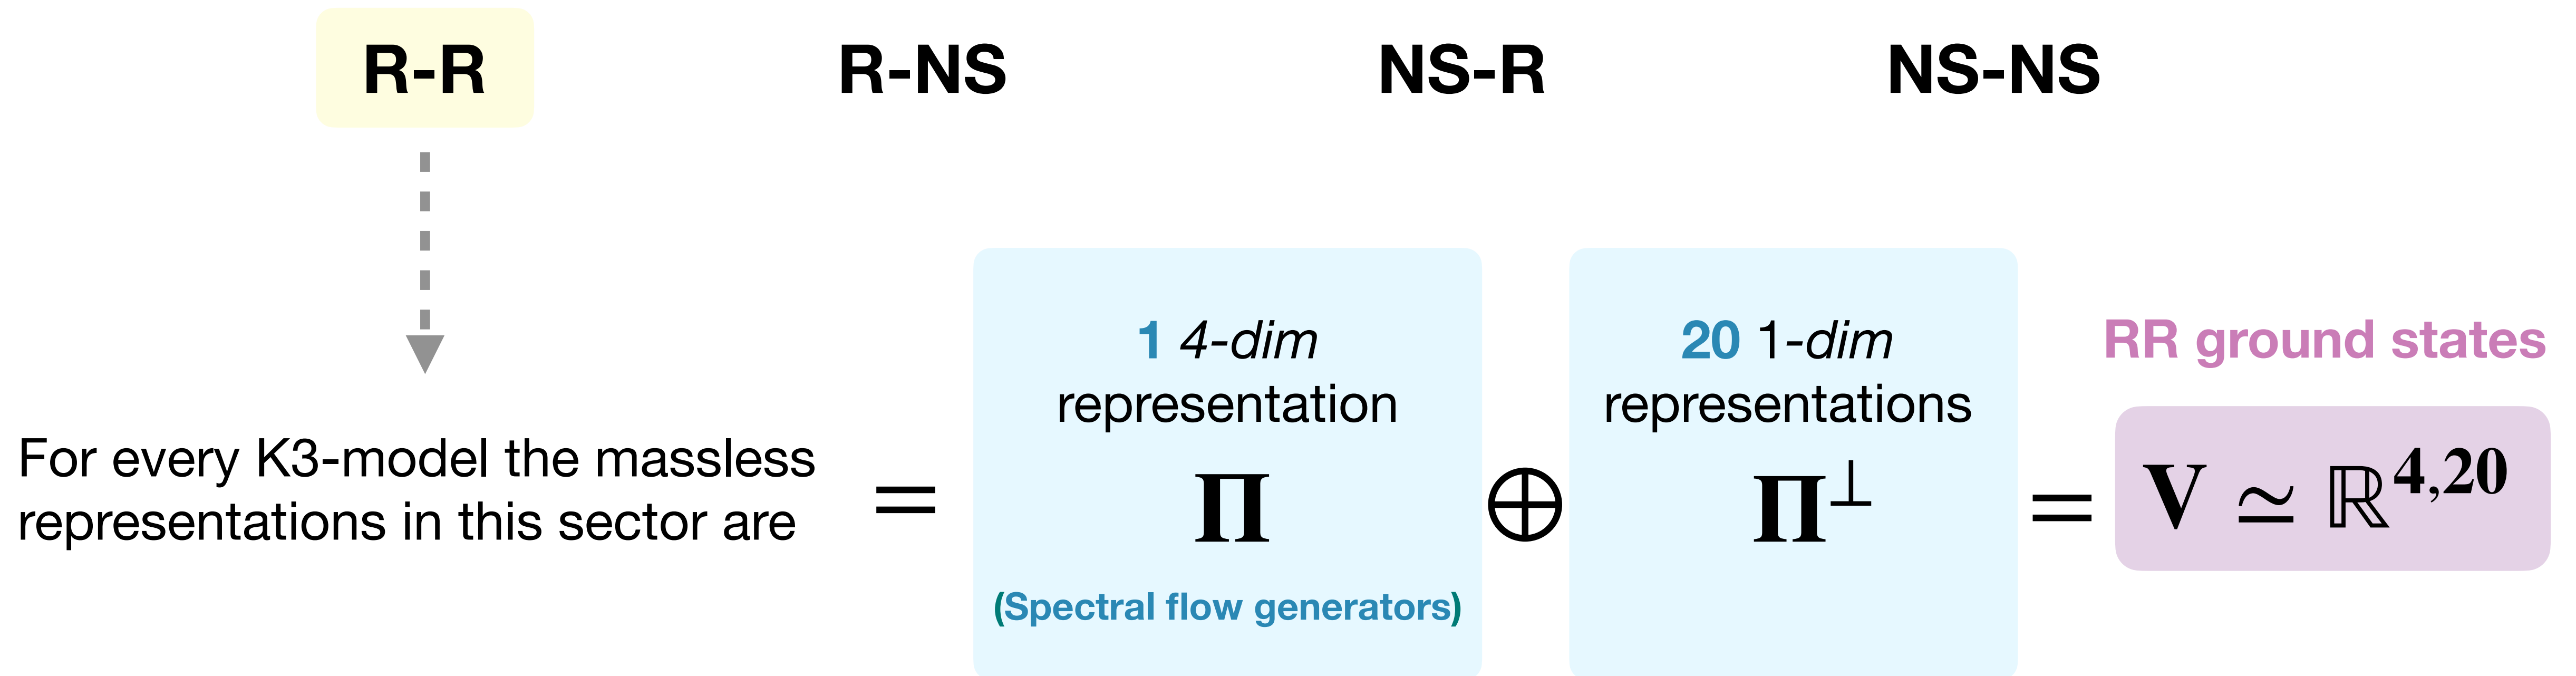 R-R R-NS NS-R NS-NS
1 4-dim
representation
20 1-dim
representations
RR ground states
For every K3-model the massless
representations in this sector are
= Π ⊕ Π⊥ = V ≃ ℝ4,20
(Spectral flow generators)